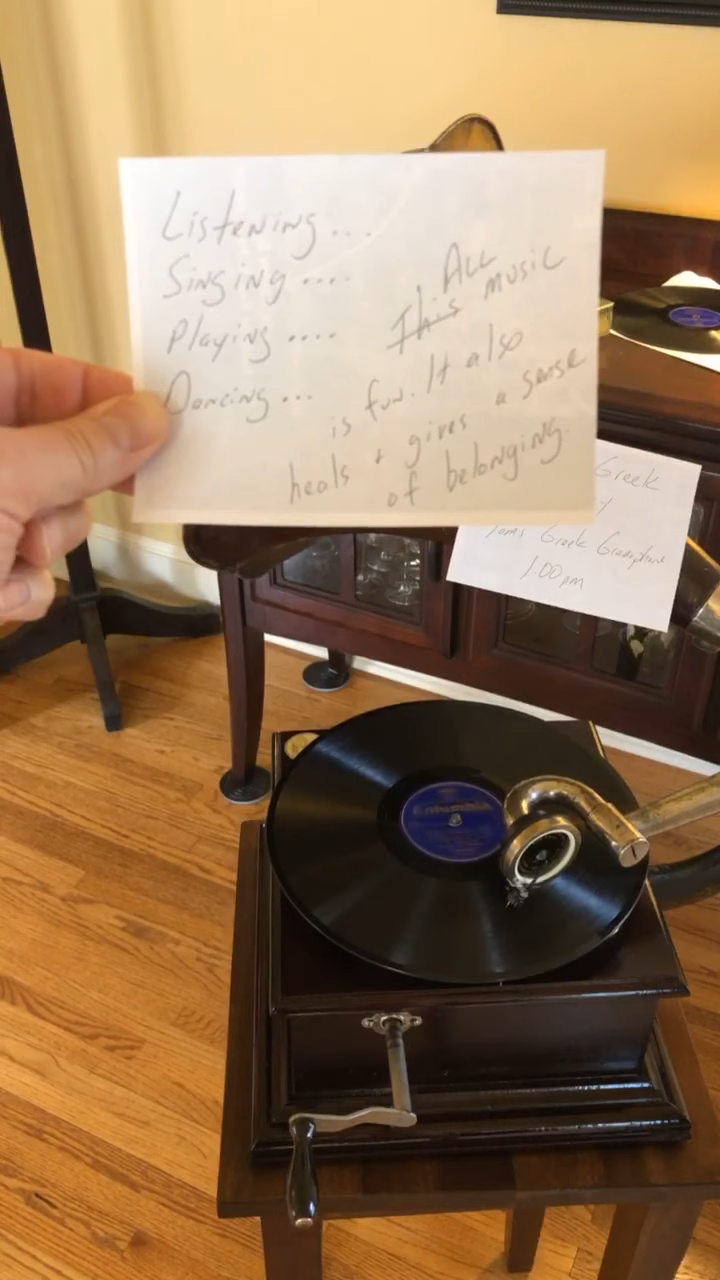 Listening...
Singing....
Playing....
Dancing...
All
This music
is fun. It also
heals + gives a sense
of belonging.
Greek
Greek Gramophone
1:00 pm
Columbia